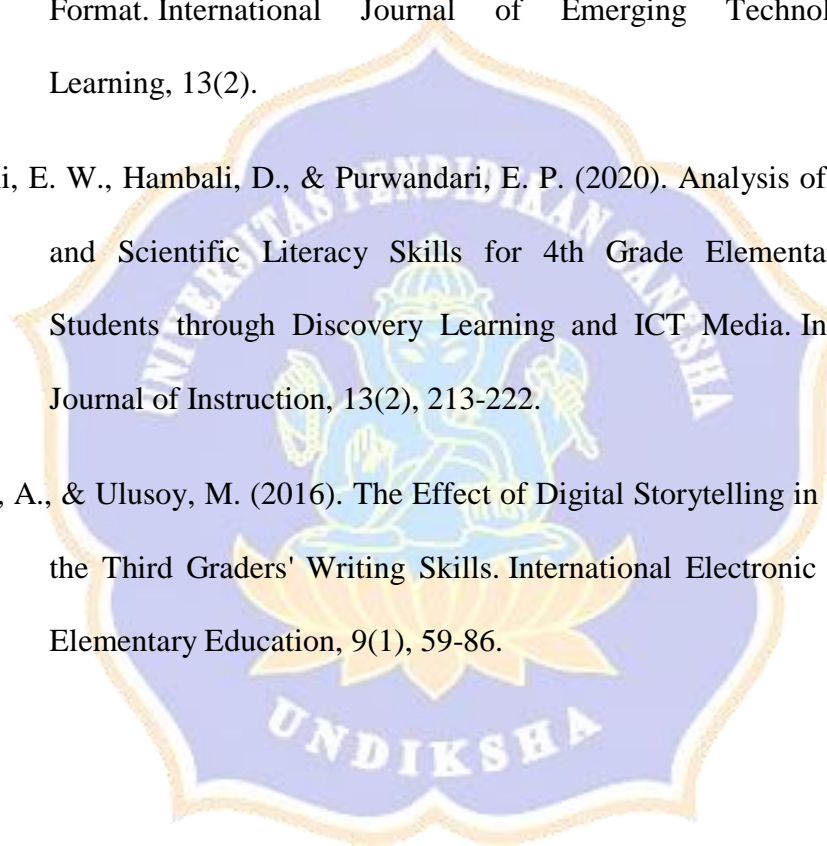 Format. International Journal of Emerging Technol
Learning, 13(2).
i, E. W., Hambali, D., & Purwandari, E. P. (2020). Analysis of
and Scientific Literacy Skills for 4th Grade Elementa
Students through Discovery Learning and ICT Media. In
Journal of Instruction, 13(2), 213-222.
, A., & Ulusoy, M. (2016). The Effect of Digital Storytelling in
the Third Graders' Writing Skills. International Electronic
Elementary Education, 9(1), 59-86.
UNIVERSITAS PENDIDIKAN GANESHA
UNDIKSHA